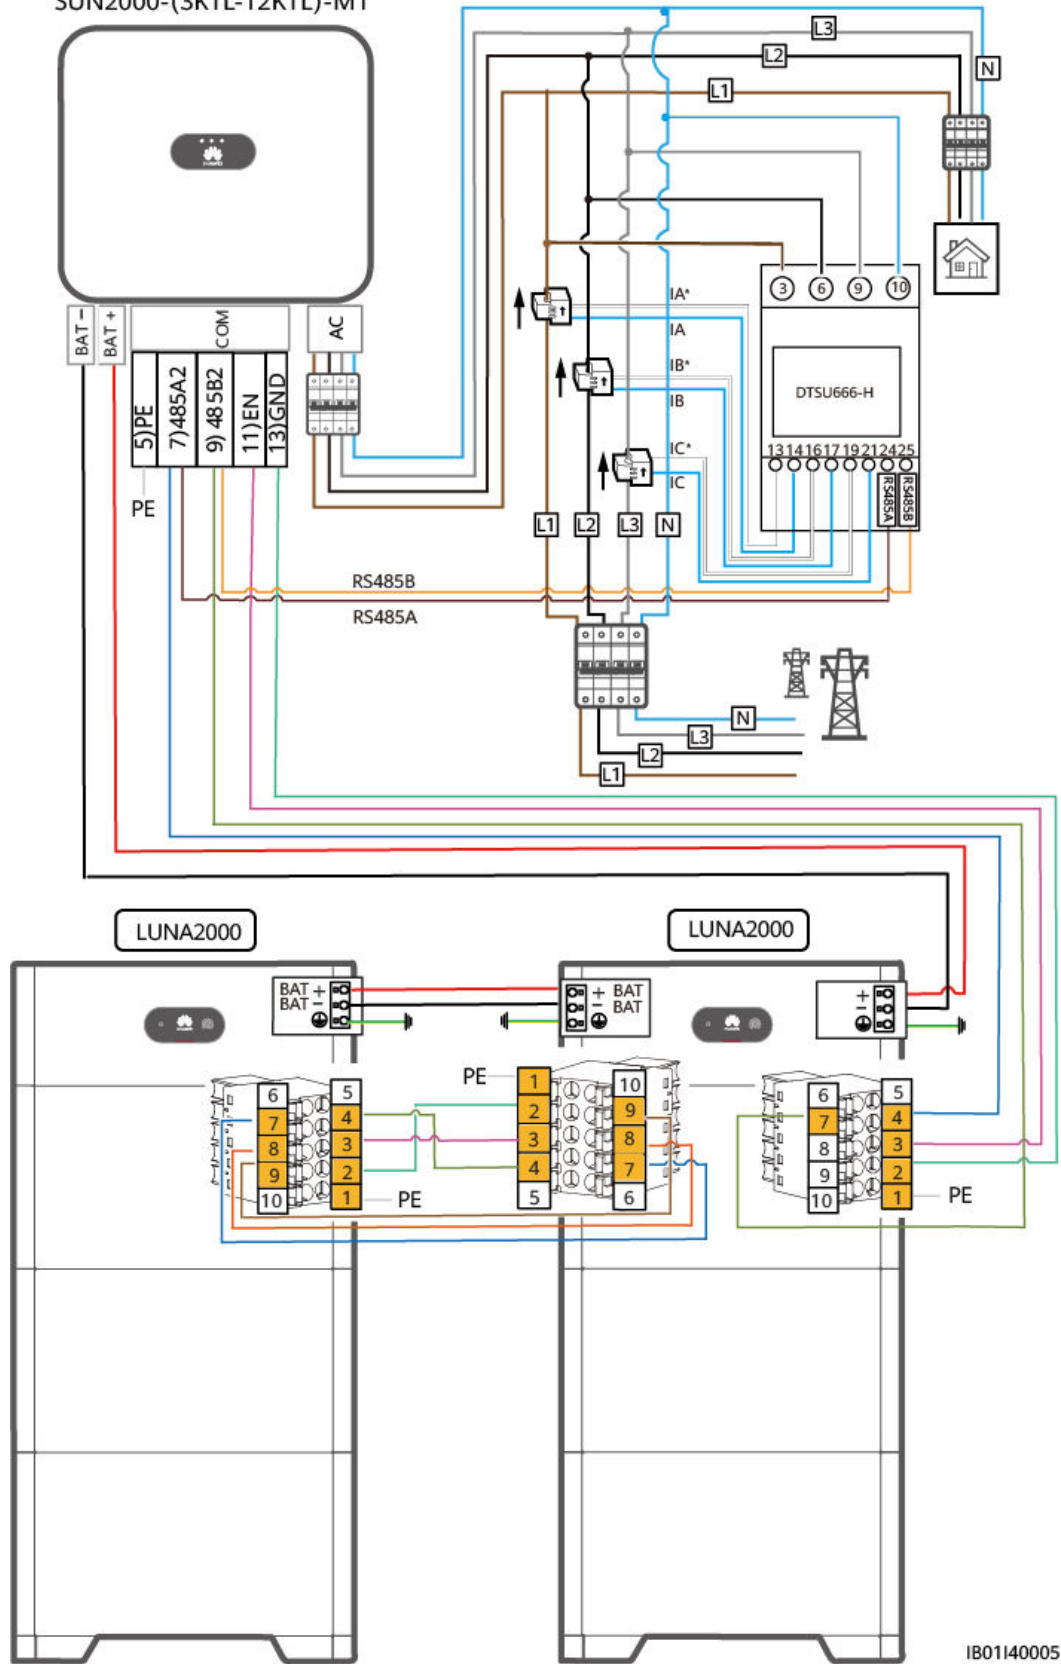 SUN2000-(3KTL-12KTL)-M1
L3
L2
N
L1
BAT −
BAT +
COM
AC
5)PE
7)485A2
9) 485B2
11)EN
13)GND
PE
3 6 9 10
IA*
IA
IB*
IB
IC*
IC
DTSU666-H
13 14 16 17 19 21 24 25
RS485A
RS485B
L1 L2 L3 N
RS485B
RS485A
N
L3
L2
L1
LUNA2000
LUNA2000
BAT +
BAT −
+ BAT
− BAT
+
−
PE
6 5
7 4
8 3
9 2
10 1
PE
1 10
2 9
3 8
4 7
5 6
6 5
7 4
8 3
9 2
10 1
PE
IB01I40005